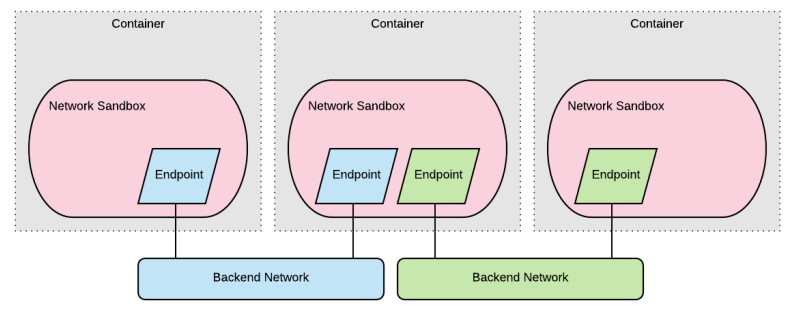 Container
Container
Container
Network Sandbox
Network Sandbox
Network Sandbox
Endpoint
Endpoint
Endpoint
Endpoint
Backend Network
Backend Network